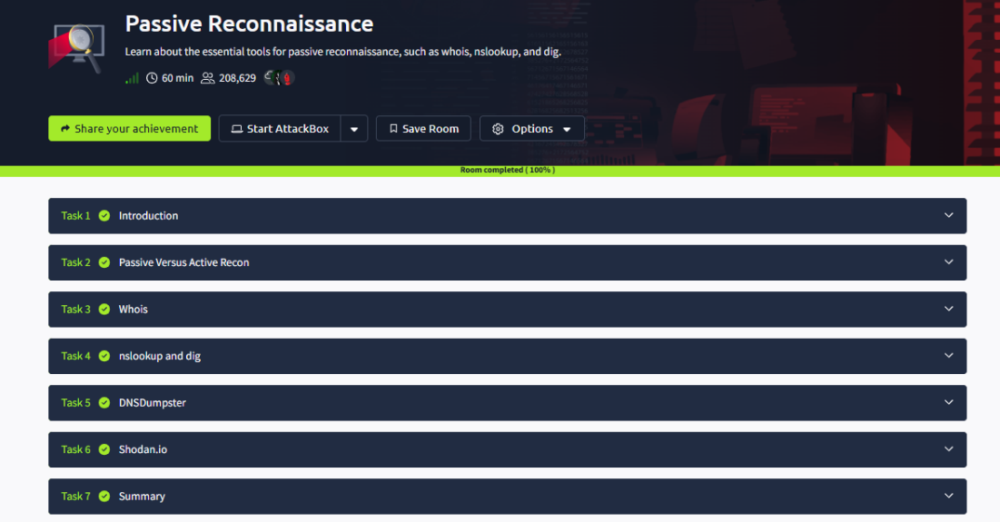 Passive Reconnaissance
Learn about the essential tools for passive reconnaissance, such as whois, nslookup, and dig.
60 min 208,629
Share your achievement Start AttackBox Save Room Options
Room completed ( 100% )
Task 1 Introduction
Task 2 Passive Versus Active Recon
Task 3 Whois
Task 4 nslookup and dig
Task 5 DNSDumpster
Task 6 Shodan.io
Task 7 Summary